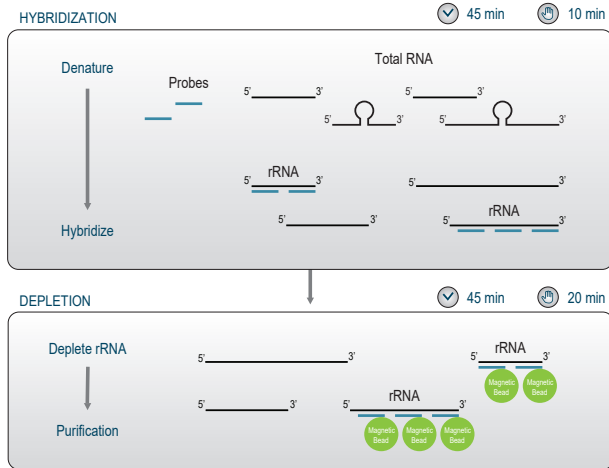 HYBRIDIZATION 45 min 10 min
Denature
Total RNA
Probes
5’ 3’ 5’ 3’
5’ 3’ 5’ 3’
rRNA
5’ 3’ 5’ 3’
rRNA
5’ 3’ 5’ 3’
Hybridize
DEPLETION 45 min 20 min
Deplete rRNA
rRNA
5’ 3’ 5’ 3’
Magnetic
Bead
Magnetic
Bead
rRNA
5’ 3’ 5’ 3’
Magnetic
Bead
Magnetic
Bead
Magnetic
Bead
Purification